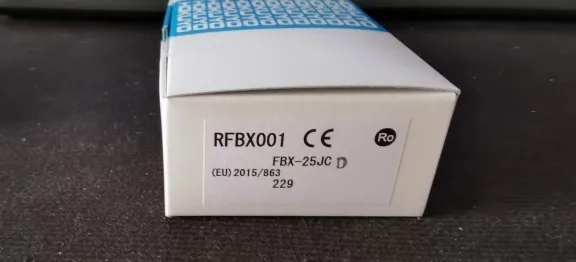 RFBX001 CE Ro
FBX-25JC D
(EU)2015/863
229